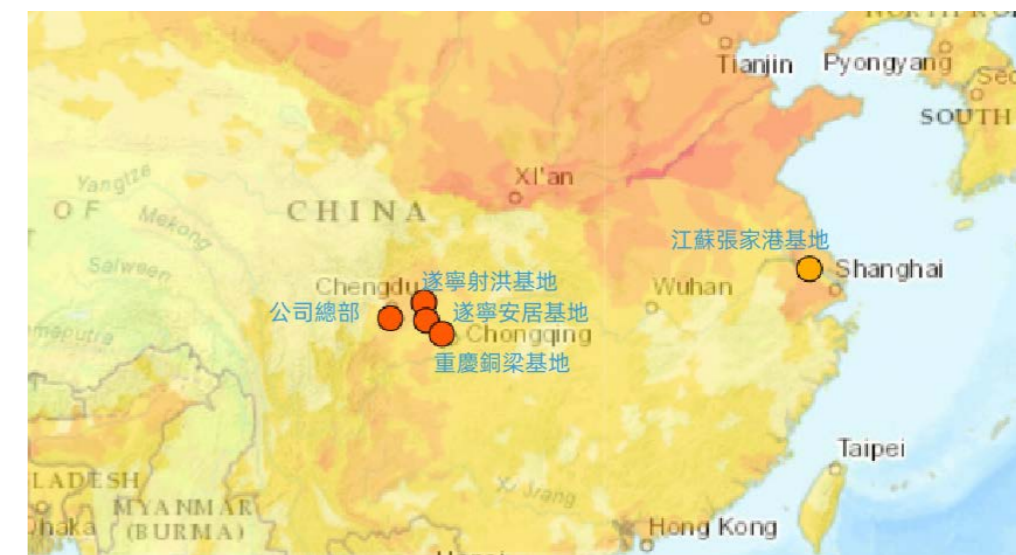 Tianjin
Pyongyang
SOUTH
Xi'an
Yangtze
OF
Mekong
CHINA
Salween
江蘇張家港基地
Shanghai
Chengdu
遂寧射洪基地
Wuhan
公司總部
遂寧安居基地
Chongqing
重慶銅梁基地
Taipei
LADESH
MYANMAR
(BURMA)
Dhaka
Xi Jiang
Hong Kong